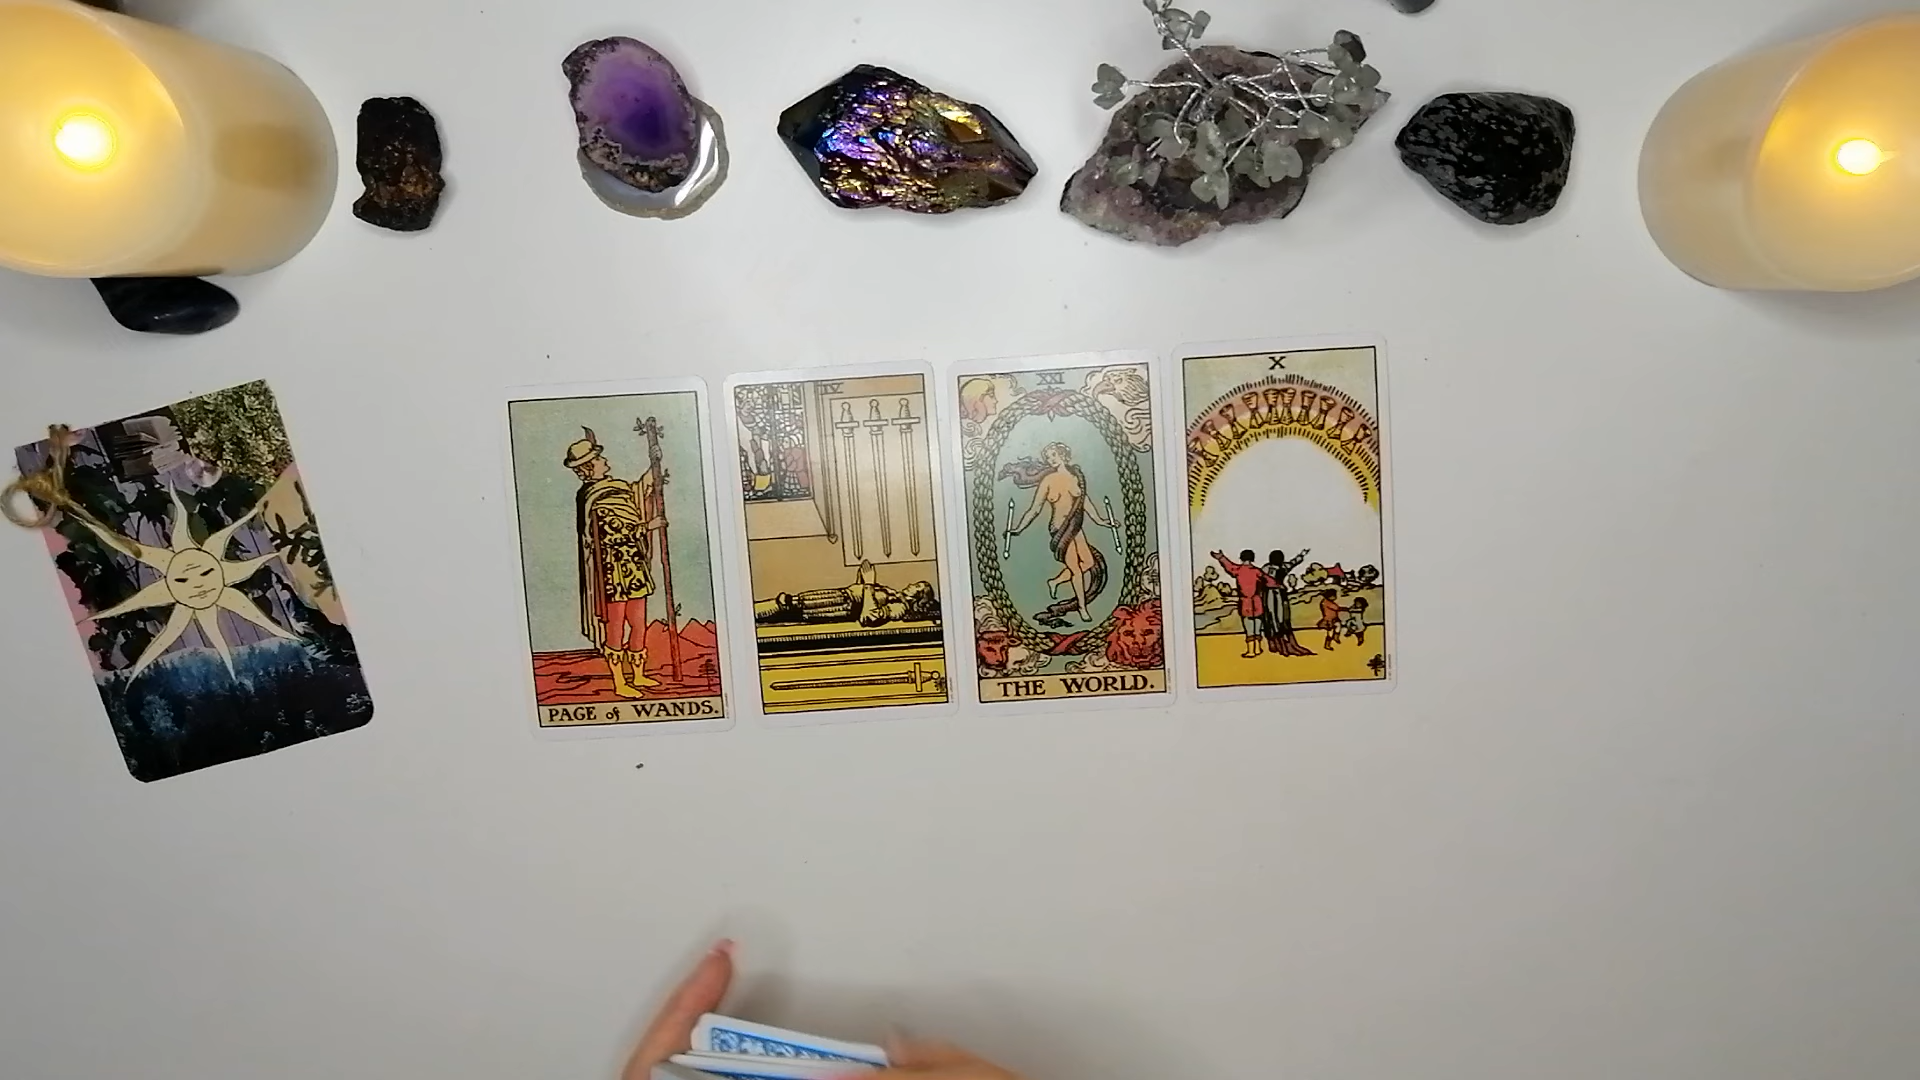 PAGE of WANDS.
IV
XXI
THE WORLD.
X